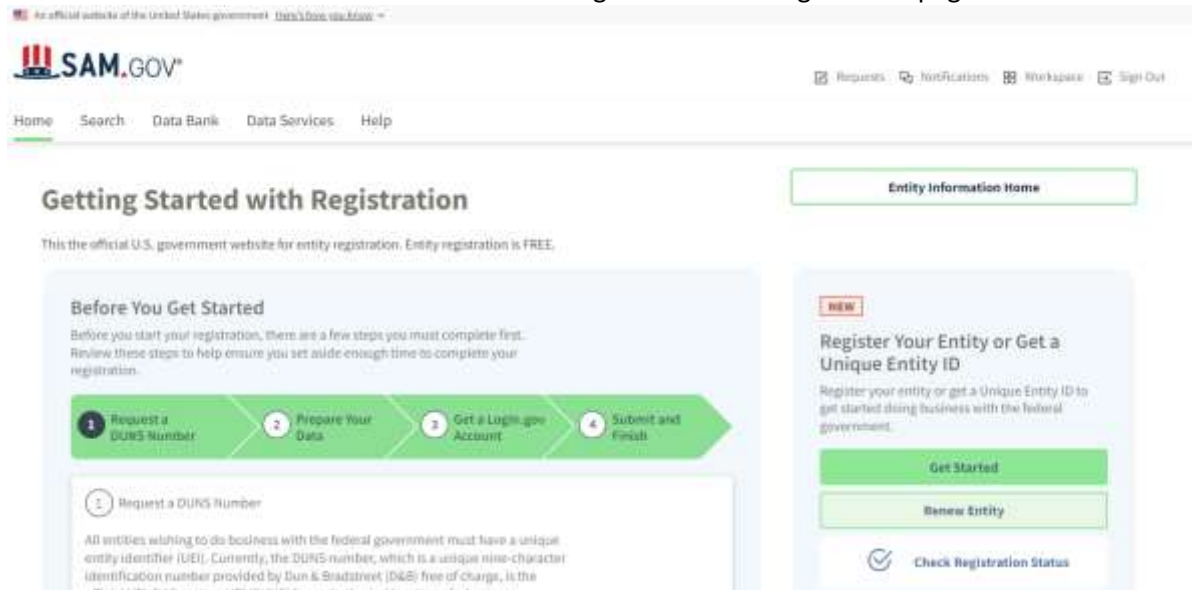 An official website of the United States government Here's how you know
SAM.GOV®
Requests Notifications Workspace Sign Out
Home Search Data Bank Data Services Help
Getting Started with Registration
Entity Information Home
This the official U.S. government website for entity registration. Entity registration is FREE.
Before You Get Started
Before you start your registration, there are a few steps you must complete first.
Review these steps to help ensure you set aside enough time to complete your
registration.
1 Request a
DUNS Number
2 Prepare Your
Data
3 Get a Login.gov
Account
4 Submit and
Finish
1 Request a DUNS Number
All entities wishing to do business with the federal government must have a unique
entity identifier (UEI). Currently, the DUNS number, which is a unique nine-character
identification number provided by Dun & Bradstreet (D&B) free of charge, is the
NEW
Register Your Entity or Get a
Unique Entity ID
Register your entity or get a Unique Entity ID to
get started doing business with the federal
government.
Get Started
Renew Entity
Check Registration Status